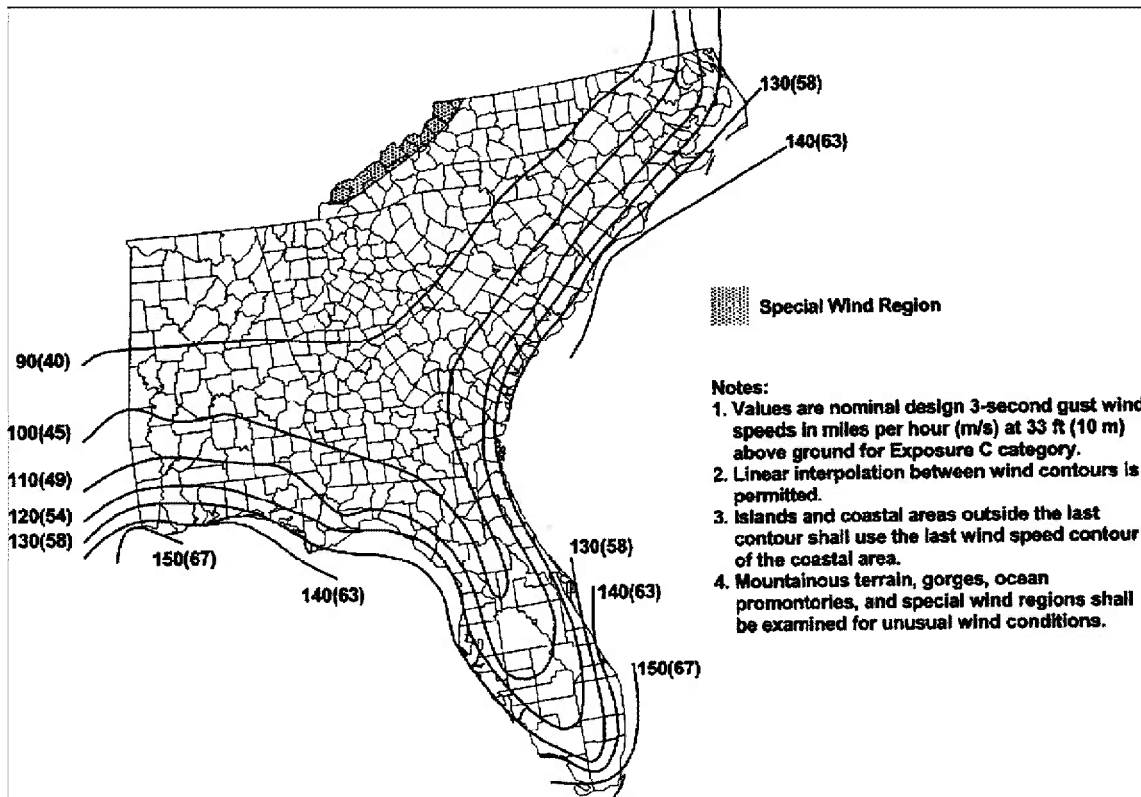 130(58)
140(63)
Special Wind Region
90(40)
100(45)
110(49)
120(54)
130(58)
150(67)
140(63)
130(58)
140(63)
150(67)
Notes:
1. Values are nominal design 3-second gust wind
speeds in miles per hour (m/s) at 33 ft (10 m)
above ground for Exposure C category.
2. Linear interpolation between wind contours is
permitted.
3. Islands and coastal areas outside the last
contour shall use the last wind speed contour
of the coastal area.
4. Mountainous terrain, gorges, ocean
promontories, and special wind regions shall
be examined for unusual wind conditions.